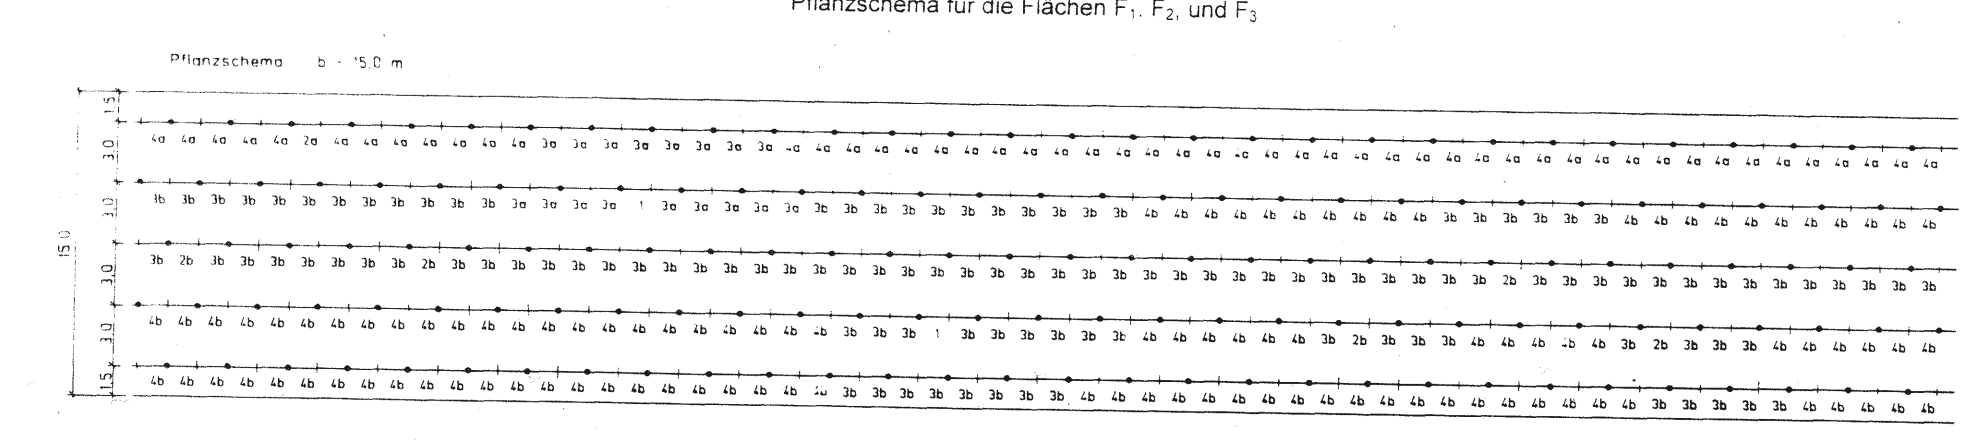 Pflanzschema für die Flächen F₁. F₂, und F₃
Pflanzschema b - 15,0 m
1.5
4a 4a 4a 4a 4a 2a 4a 4a 4a 4a 4a 4a 4a 3a 3a 3a 3a 3a 3a 3a 3a 4a 4a 4a 4a 4a 4a 4a 4a 4a 4a 4a 4a 4a 4a 4a 4a 4a 4a 4a 4a 4a 4a 4a 4a 4a 4a 4a 4a 4a 4a 4a 4a 4a 4a 4a 4a 4a 4a 4a
3.0
3b 3b 3b 3b 3b 3b 3b 3b 3b 3b 3b 3b 3a 3a 3a 3a 1 3a 3a 3a 3a 3a 3b 3b 3b 3b 3b 3b 3b 3b 3b 3b 3b 4b 4b 4b 4b 4b 4b 4b 4b 4b 4b 3b 3b 3b 3b 3b 3b 4b 4b 4b 4b 4b 4b 4b 4b 4b 4b 4b
3.0
15.0
3b 2b 3b 3b 3b 3b 3b 3b 3b 2b 3b 3b 3b 3b 3b 3b 3b 3b 3b 3b 3b 3b 3b 3b 3b 3b 3b 3b 3b 3b 3b 3b 3b 3b 3b 3b 3b 3b 3b 3b 3b 3b 3b 3b 3b 2b 3b 3b 3b 3b 3b 3b 3b 3b 3b 3b 3b 3b 3b 3b
3.0
4b 4b 4b 4b 4b 4b 4b 4b 4b 4b 4b 4b 4b 4b 4b 4b 4b 4b 4b 4b 4b 4b 4b 3b 3b 3b 1 3b 3b 3b 3b 3b 3b 4b 4b 4b 4b 4b 4b 3b 2b 3b 3b 4b 4b 4b 4b 4b 4b 3b 2b 3b 3b 3b 4b 4b 4b 4b 4b 4b
3.0
4b 4b 4b 4b 4b 4b 4b 4b 4b 4b 4b 4b 4b 4b 4b 4b 4b 4b 4b 4b 4b 4b 4b 3b 3b 3b 3b 3b 3b 3b 3b 4b 4b 4b 4b 4b 4b 4b 4b 4b 4b 4b 4b 4b 4b 4b 4b 4b 4b 4b 3b 3b 3b 3b 3b 4b 4b 4b 4b 4b
1.5